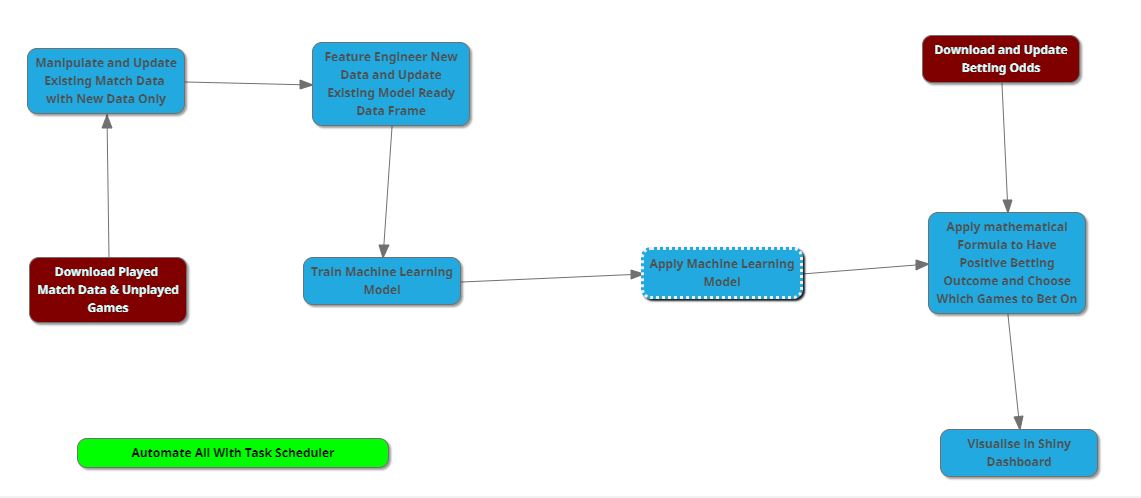 Manipulate and Update
Existing Match Data
with New Data Only
Feature Engineer New
Data and Update
Existing Model Ready
Data Frame
Download and Update
Betting Odds
Download Played
Match Data & Unplayed
Games
Train Machine Learning
Model
Apply Machine Learning
Model
Apply mathematical
Formula to Have
Positive Betting
Outcome and Choose
Which Games to Bet On
Automate All With Task Scheduler
Visualise in Shiny
Dashboard